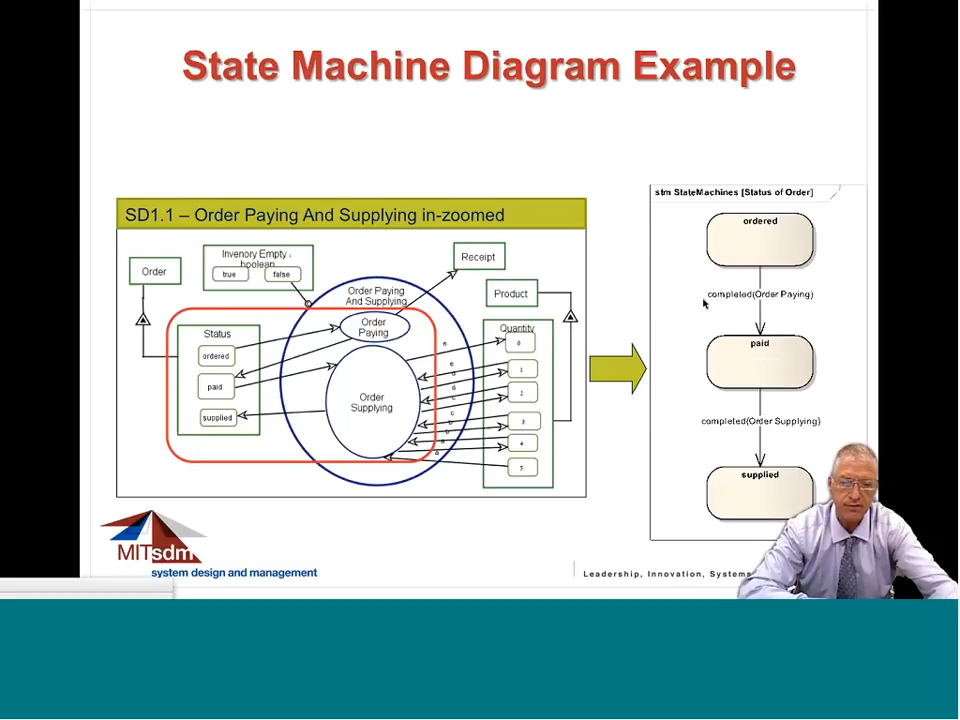 State Machine Diagram Example
SD1.1 – Order Paying And Supplying in-zoomed
Order
Invenory Empty :
boolean
true
false
Receipt
Product
Order Paying
And Supplying
Order
Paying
Order
Supplying
Status
ordered
paid
supplied
Quantity
0
1
2
3
4
5
e
e
d
d
c
c
b
b
a
a
stm StateMachines [Status of Order]
ordered
completed(Order Paying)
paid
completed(Order Supplying)
supplied
MITsdm
system design and management
Leadership, Innovation, Systems